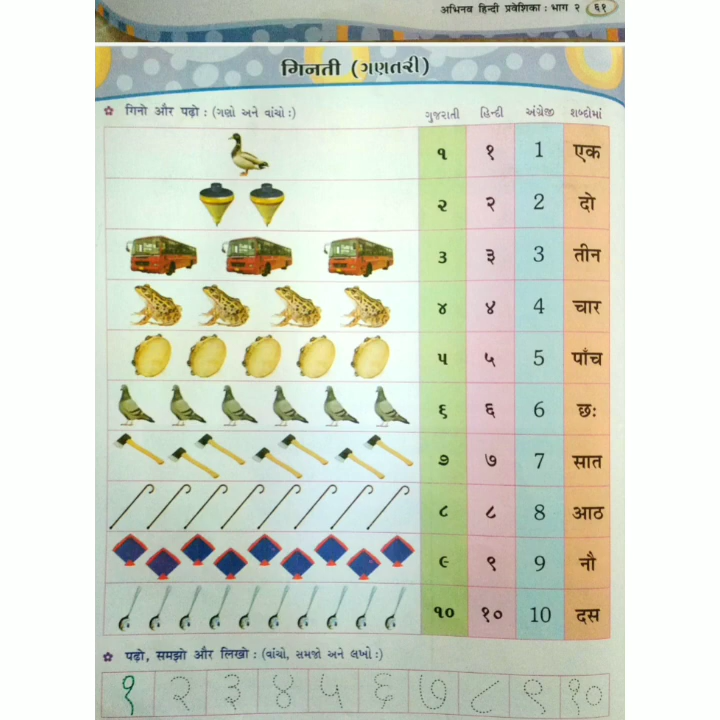 अभिनव हिन्दी प्रवेशिका : भाग २ ६१
गिनती (ગણતરી)
गिनो और पढ़ो : (ગણો અને વાંચો :) ગુજરાતી હિન્દી અંગ્રેજી શબ્દોમાં
૧ १ 1 एक
૨ २ 2 दो
૩ ३ 3 तीन
૪ ४ 4 चार
૫ ५ 5 पाँच
૬ ६ 6 छः
૭ ७ 7 सात
૮ ८ 8 आठ
૯ ९ 9 नौ
૧૦ १० 10 दस
पढ़ो, समझो और लिखो : (વાંચો, સમજો અને લખો :)
१ २ ३ ४ ५ ६ ७ ८ ९ १०